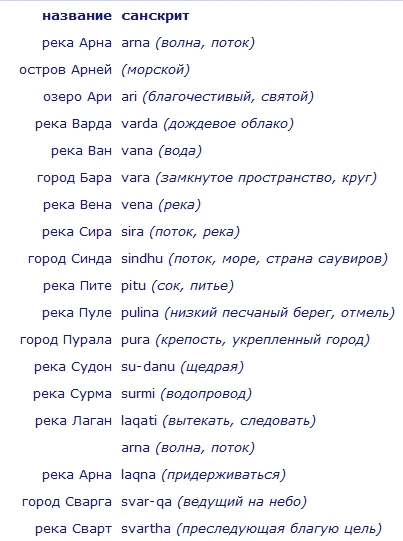 название санскрит
река Арна arna (волна, поток)
остров Арней (морской)
озеро Ари ari (благочестивый, святой)
река Варда varda (дождевое облако)
река Ван vana (вода)
город Бара vara (замкнутое пространство, круг)
река Вена vena (река)
река Сира sira (поток, река)
город Синда sindhu (поток, море, страна саувиров)
река Пите pitu (сок, питье)
река Пуле pulina (низкий песчаный берег, отмель)
город Пурала pura (крепость, укрепленный город)
река Судон su-danu (щедрая)
река Сурма surmi (водопровод)
река Лаган laqati (вытекать, следовать)
arna (волна, поток)
река Арна laqna (придерживаться)
город Сварга svar-qa (ведущий на небо)
река Сварт svartha (преследующая благую цель)